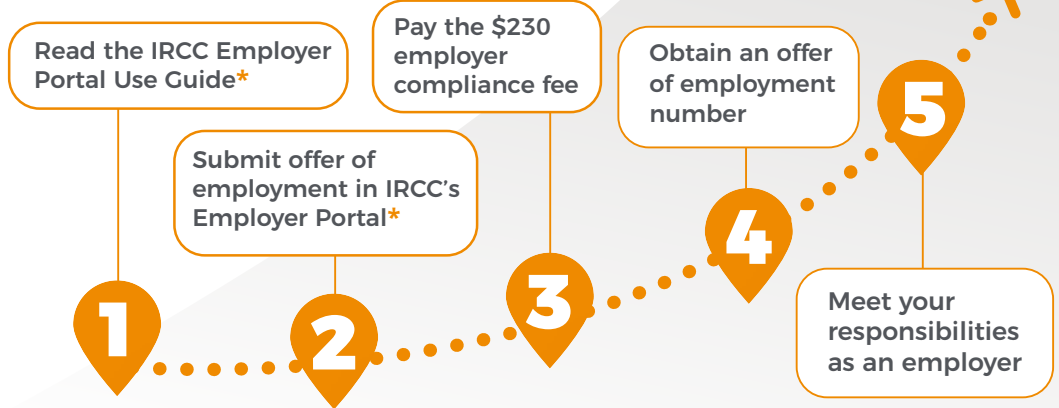 Read the IRCC Employer
Portal Use Guide*
1
Submit offer of
employment in IRCC's
Employer Portal*
2
Pay the $230
employer
compliance fee
3
Obtain an offer
of employment
number
4
5
Meet your
responsibilities
as an employer